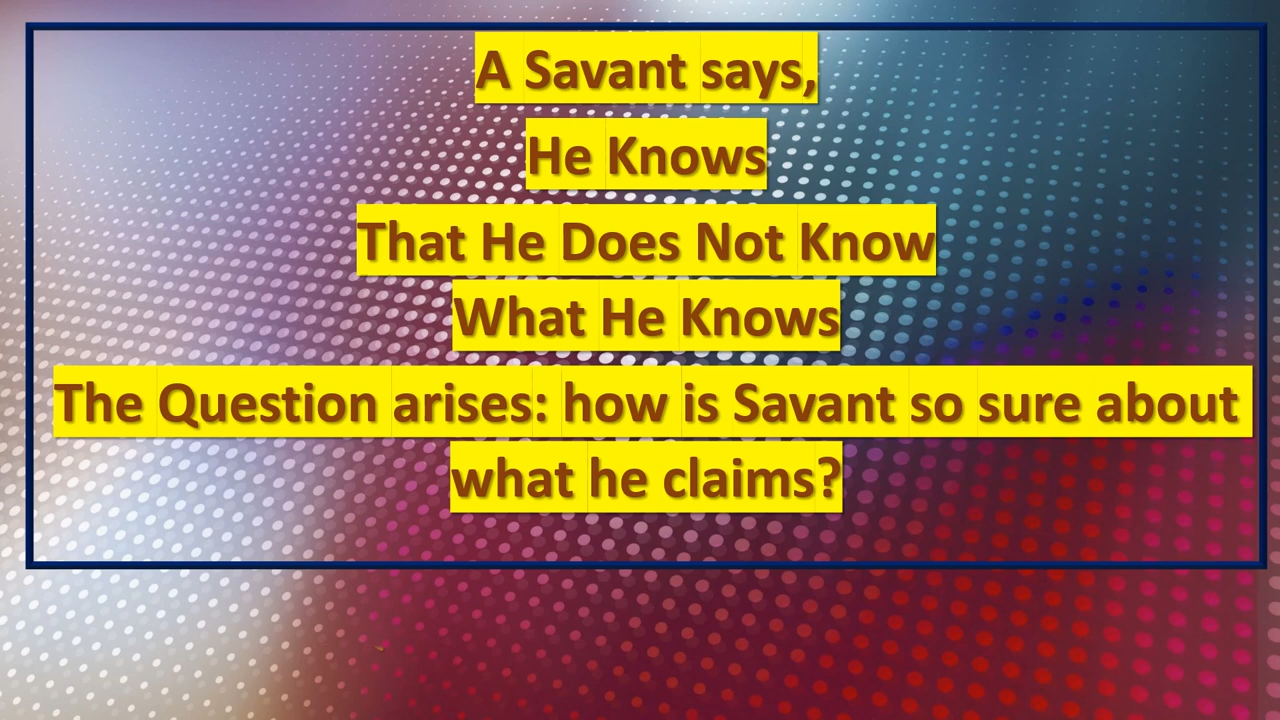 A Savant says,
He Knows
That He Does Not Know
What He Knows
The Question arises: how is Savant so sure about
what he claims?